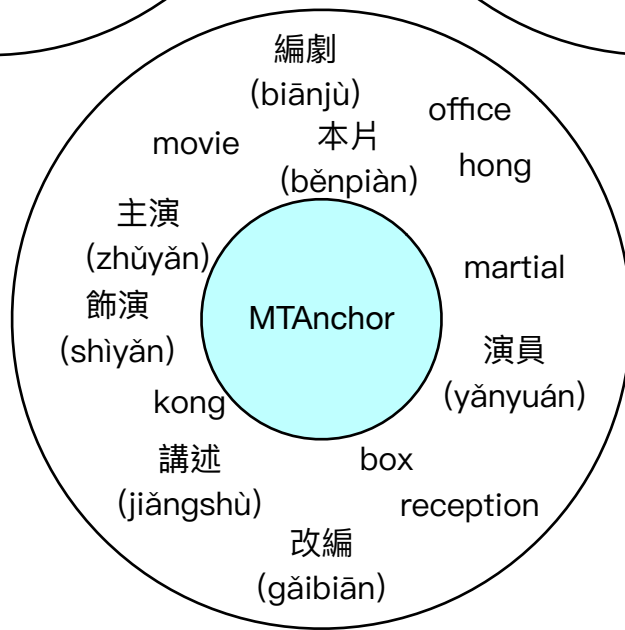 編劇
(biānjù)
office
movie
本片
(běnpiàn)
hong
主演
(zhǔyǎn)
martial
MTAnchor
飾演
(shìyǎn)
演員
(yǎnyuán)
kong
講述
(jiǎngshù)
box
reception
改編
(gǎibiān)